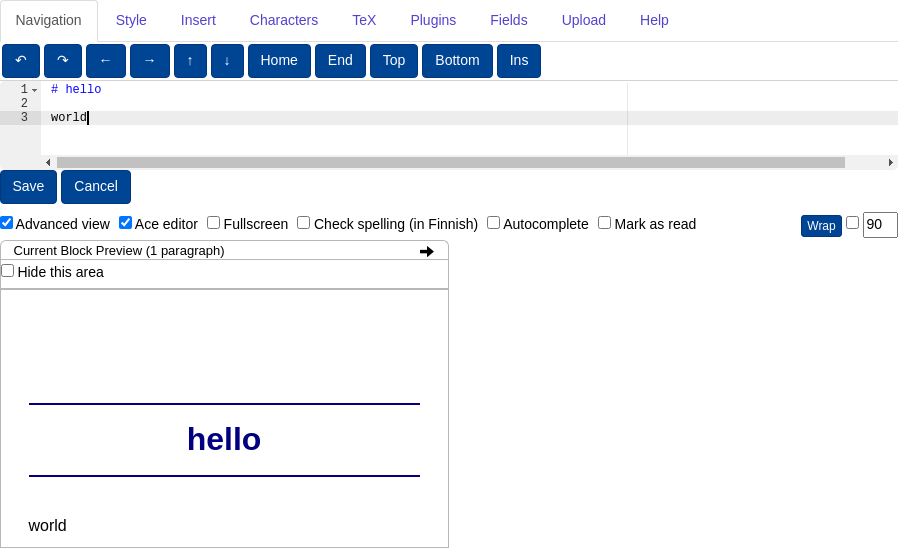 Navigation Style Insert Characters TeX Plugins Fields Upload Help
↶ ↷ ← → ↑ ↓ Home End Top Bottom Ins
1 # hello
2
3 world
Save Cancel
Advanced view Ace editor Fullscreen Check spelling (in Finnish) Autocomplete Mark as read Wrap 90
Current Block Preview (1 paragraph)
Hide this area
hello
world